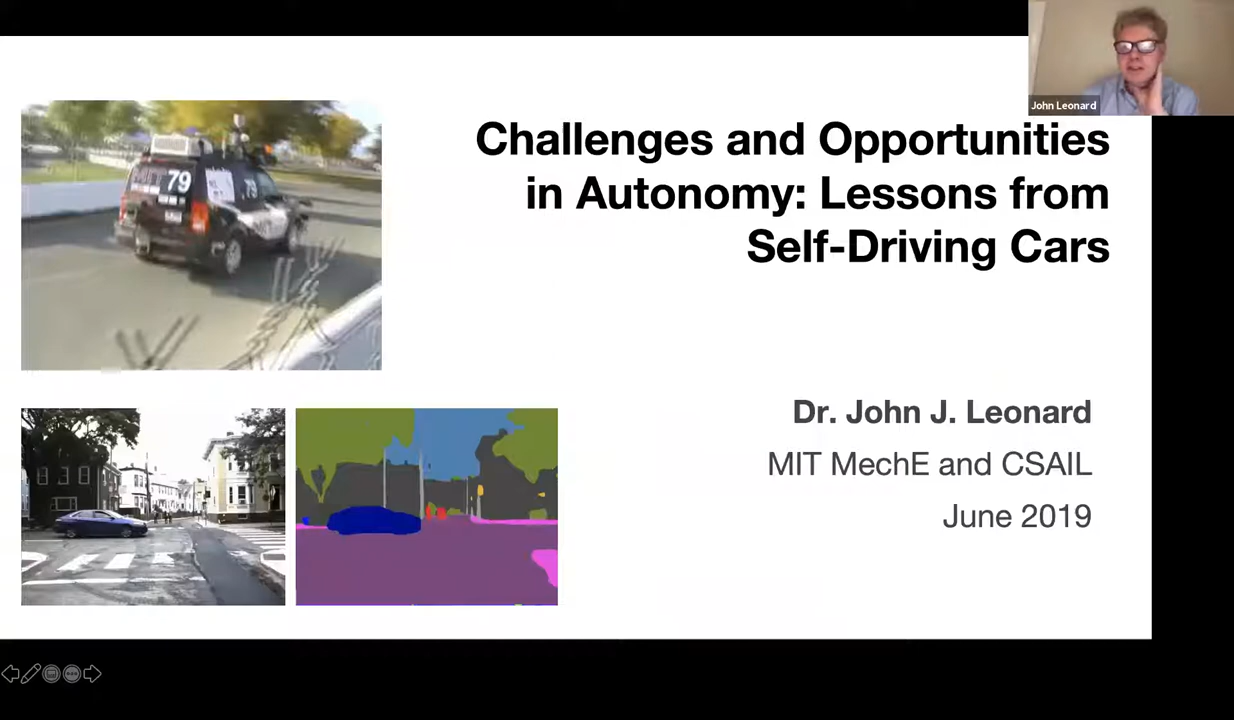 John Leonard
Challenges and Opportunities
in Autonomy: Lessons from
Self-Driving Cars
79
79
Dr. John J. Leonard
MIT MechE and CSAIL
June 2019